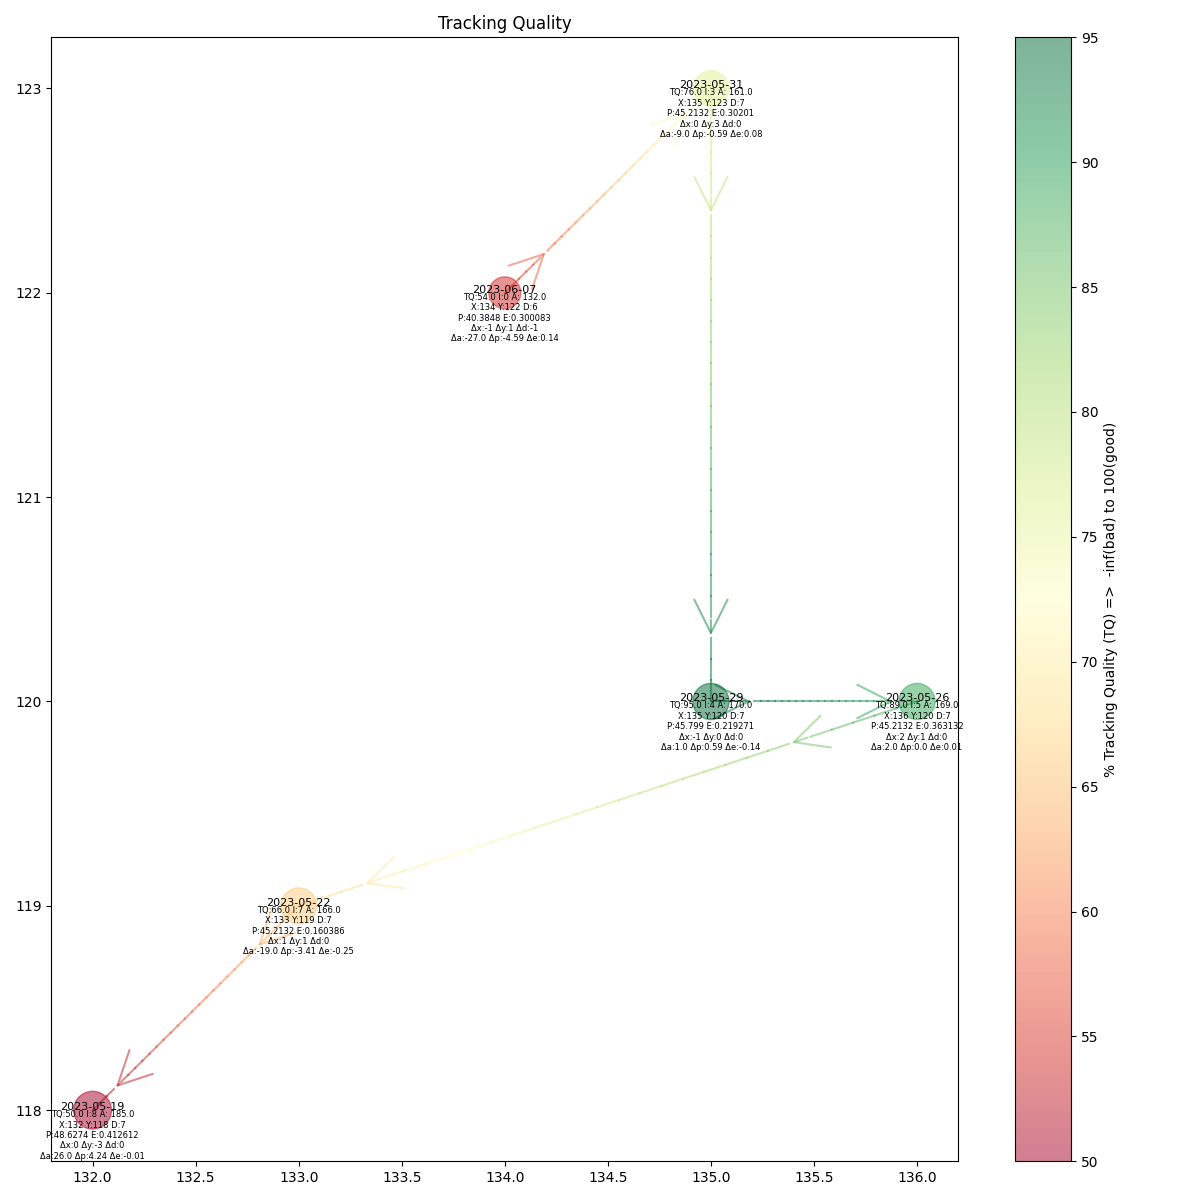 Tracking Quality
123
122
121
120
119
118
2023-05-31
TQ:76.0 I:3 A: 161.0
X:135 Y:123 D:7
P:45.2132 E:0.30201
Δx:0 Δy:3 Δd:0
Δa:-9.0 Δp:-0.59 Δe:0.08
2023-06-07
TQ:54.0 I:0 A: 132.0
X:134 Y:122 D:6
P:40.3848 E:0.300083
Δx:-1 Δy:1 Δd:-1
Δa:-27.0 Δp:-4.59 Δe:0.14
2023-05-29
TQ:95.0 I:4 A: 170.0
X:135 Y:120 D:7
P:45.799 E:0.219271
Δx:-1 Δy:0 Δd:0
Δa:1.0 Δp:0.59 Δe:-0.14
2023-05-26
TQ:89.0 I:5 A: 169.0
X:136 Y:120 D:7
P:45.2132 E:0.363132
Δx:2 Δy:1 Δd:0
Δa:2.0 Δp:0.0 Δe:0.01
2023-05-22
TQ:66.0 I:7 A: 166.0
X:133 Y:119 D:7
P:45.2132 E:0.160386
Δx:1 Δy:1 Δd:0
Δa:-19.0 Δp:-3.41 Δe:-0.25
2023-05-19
TQ:50.0 I:8 A: 185.0
X:132 Y:118 D:7
P:48.6274 E:0.412612
Δx:0 Δy:-3 Δd:0
Δa:26.0 Δp:4.24 Δe:-0.01
132.0 132.5 133.0 133.5 134.0 134.5 135.0 135.5 136.0
95
90
85
80
75
70
65
60
55
50
% Tracking Quality (TQ) => -inf(bad) to 100(good)